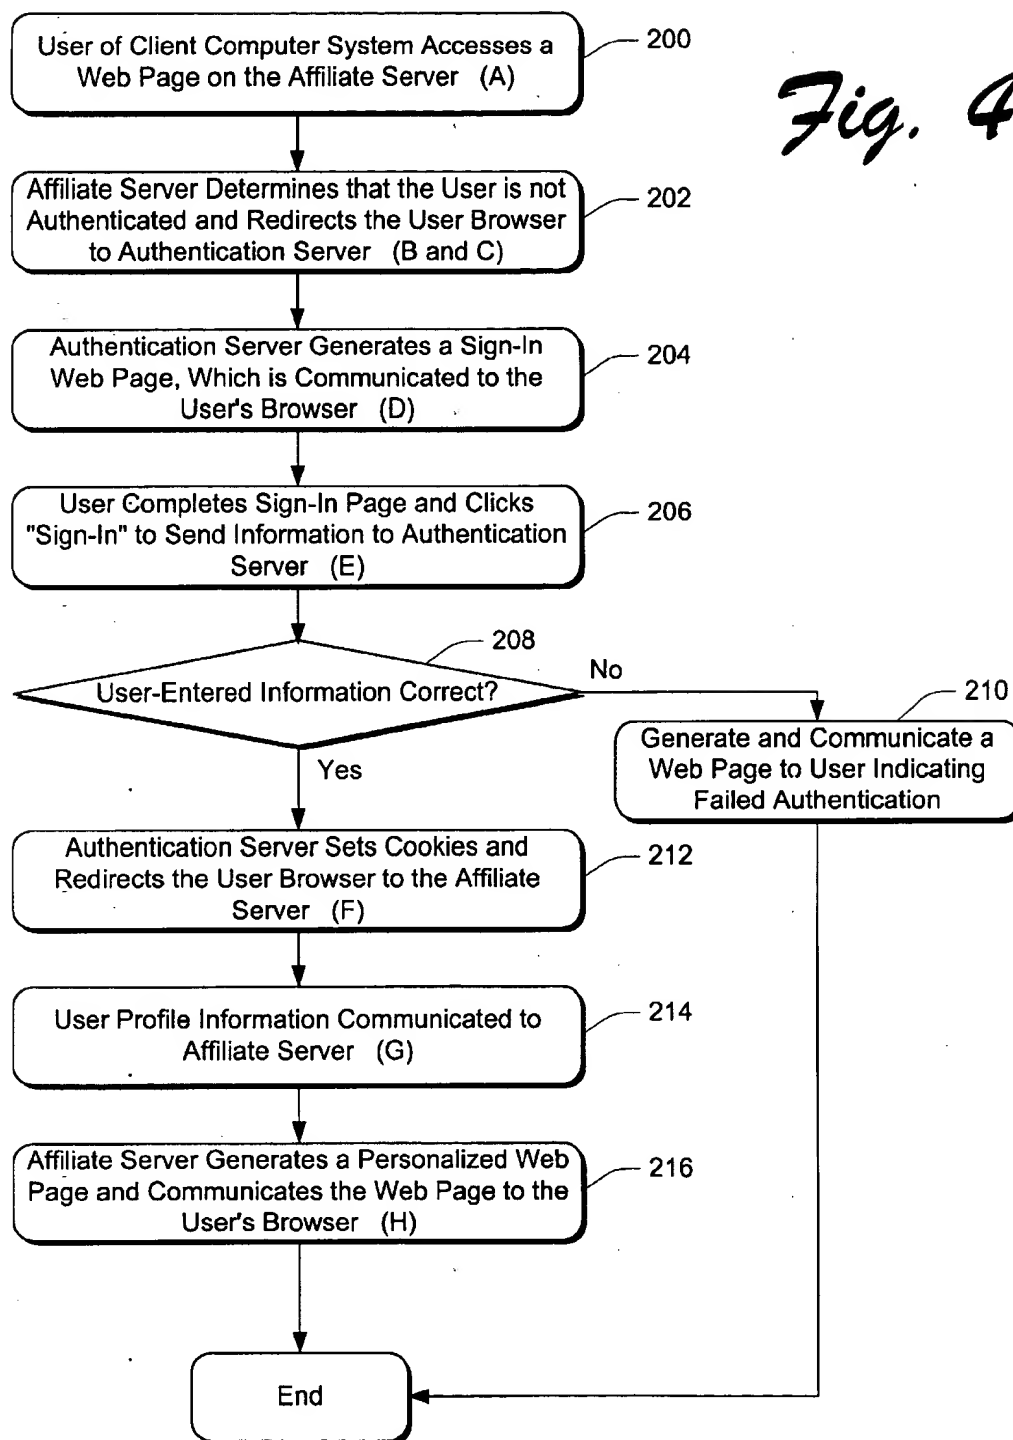 Fig. 4
User of Client Computer System Accesses a
Web Page on the Affiliate Server (A)
200
Affiliate Server Determines that the User is not
Authenticated and Redirects the User Browser
to Authentication Server (B and C)
202
Authentication Server Generates a Sign-In
Web Page, Which is Communicated to the
User's Browser (D)
204
User Completes Sign-In Page and Clicks
"Sign-In" to Send Information to Authentication
Server (E)
206
208
User-Entered Information Correct?
No
Yes
210
Generate and Communicate a
Web Page to User Indicating
Failed Authentication
Authentication Server Sets Cookies and
Redirects the User Browser to the Affiliate
Server (F)
212
User Profile Information Communicated to
Affiliate Server (G)
214
Affiliate Server Generates a Personalized Web
Page and Communicates the Web Page to the
User's Browser (H)
216
End